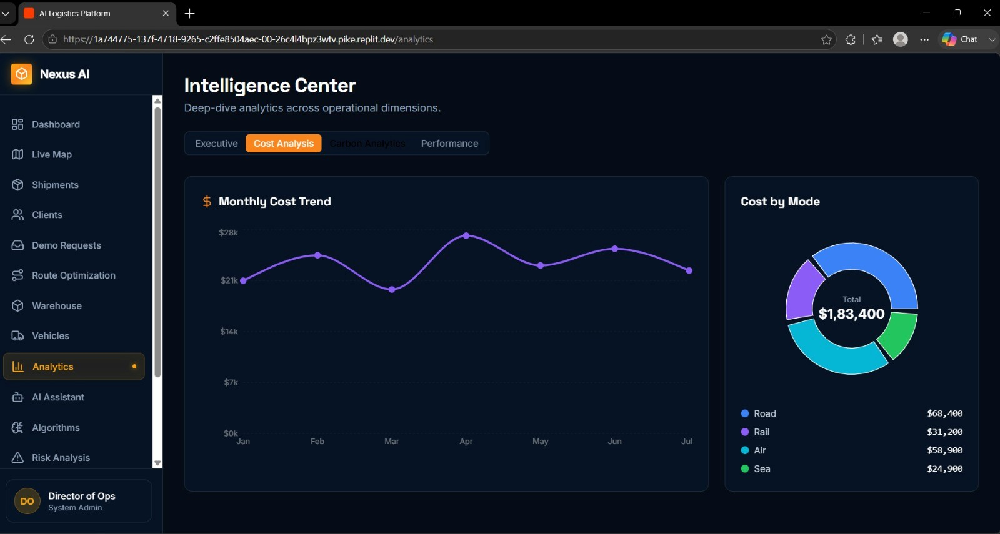 AI Logistics Platform
https://1a744775-137f-4718-9265-c2ffe8504aec-00-26c4l4bpz3wtv.pike.replit.dev/analytics
Chat
Nexus AI
Dashboard
Live Map
Shipments
Clients
Demo Requests
Route Optimization
Warehouse
Vehicles
Analytics
AI Assistant
Algorithms
Risk Analysis
DO
Director of Ops
System Admin
Intelligence Center
Deep-dive analytics across operational dimensions.
Executive Cost Analysis Carbon Analytics Performance
$ Monthly Cost Trend
$28k
$21k
$14k
$7k
$0k
Jan Feb Mar Apr May Jun Jul
Cost by Mode
Total
$1,83,400
Road $68,400
Rail $31,200
Air $58,900
Sea $24,900